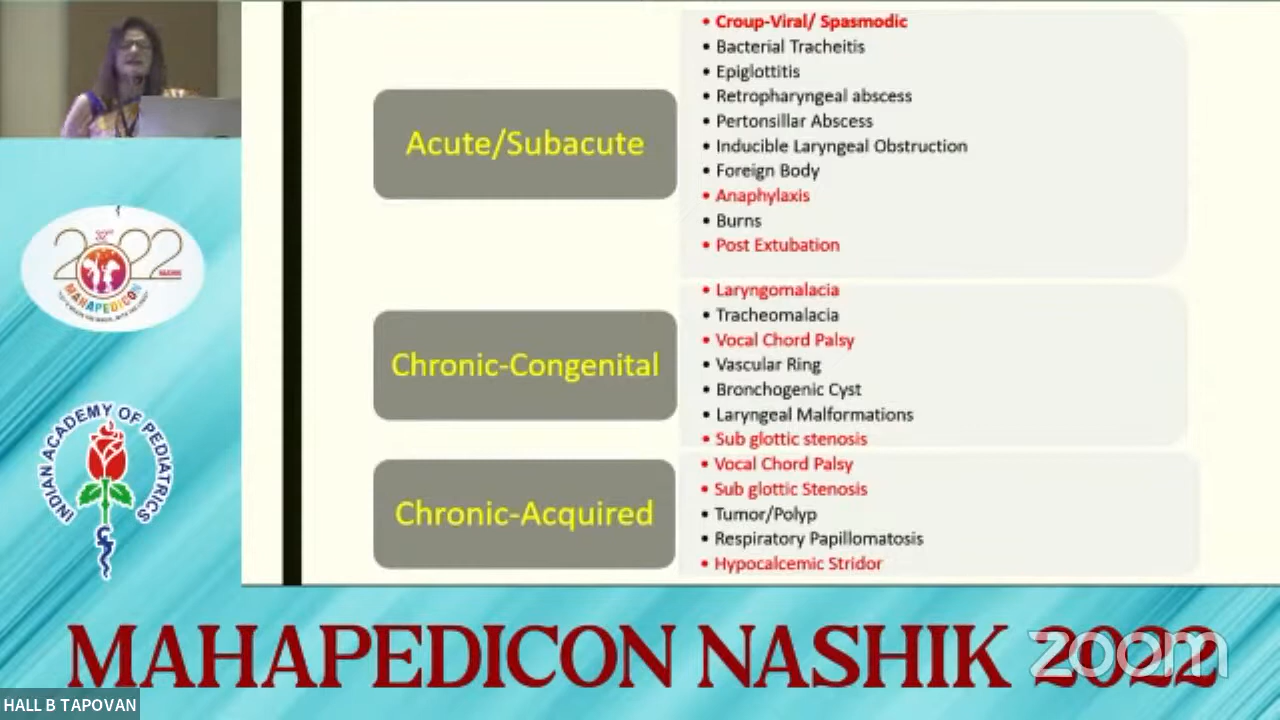 Acute/Subacute
• Croup-Viral/ Spasmodic
• Bacterial Tracheitis
• Epiglottitis
• Retropharyngeal abscess
• Pertonsillar Abscess
• Inducible Laryngeal Obstruction
• Foreign Body
• Anaphylaxis
• Burns
• Post Extubation
Chronic-Congenital
• Laryngomalacia
• Tracheomalacia
• Vocal Chord Palsy
• Vascular Ring
• Bronchogenic Cyst
• Laryngeal Malformations
• Sub glottic stenosis
Chronic-Acquired
• Vocal Chord Palsy
• Sub glottic Stenosis
• Tumor/Polyp
• Respiratory Papillomatosis
• Hypocalcemic Stridor
32nd
2022
NASHIK
MAHAPEDICON
INDIAN ACADEMY OF PEDIATRICS
MAHAPEDICON NASHIK 2022
zoom
HALL B TAPOVAN